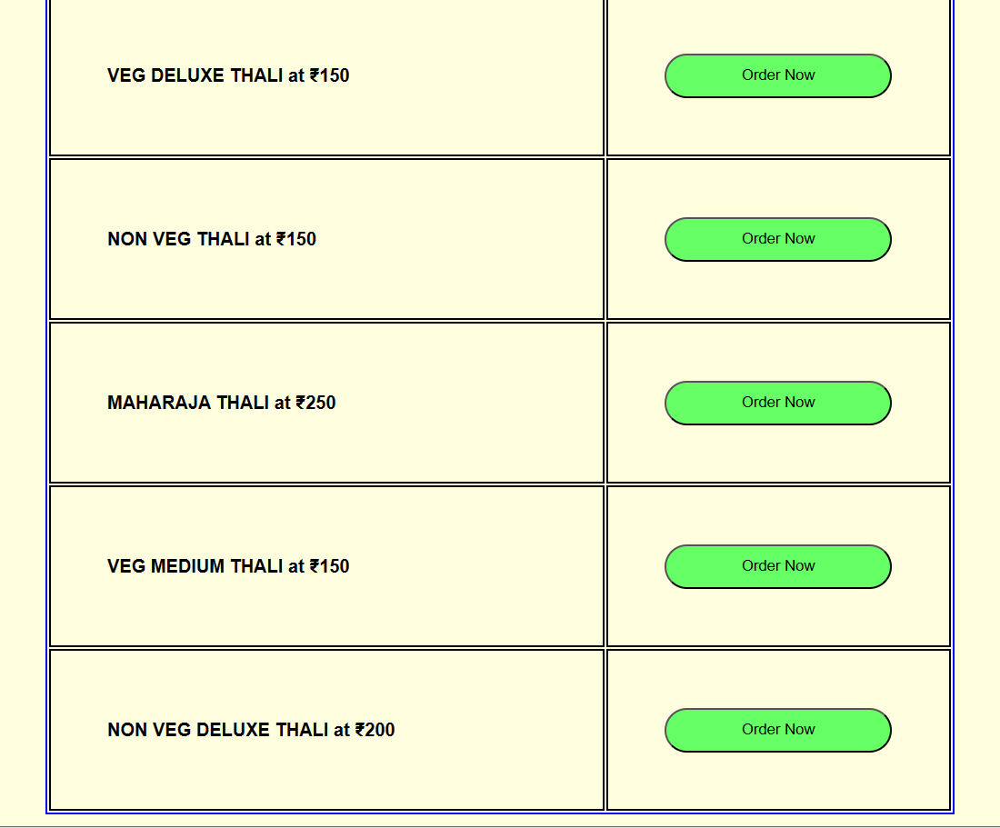 VEG DELUXE THALI at ₹150
Order Now
NON VEG THALI at ₹150
Order Now
MAHARAJA THALI at ₹250
Order Now
VEG MEDIUM THALI at ₹150
Order Now
NON VEG DELUXE THALI at ₹200
Order Now